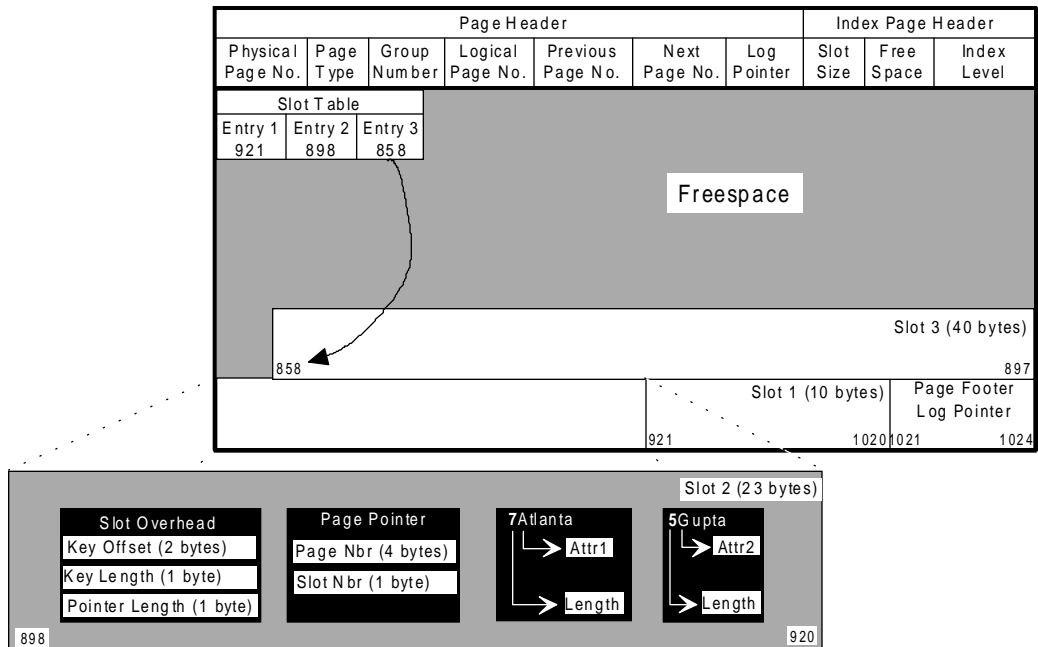 Page Header
Index Page Header
Physical Page No.
Page Type
Group Number
Logical Page No.
Previous Page No.
Next Page No.
Log Pointer
Slot Size
Free Space
Index Level
Slot Table
Entry 1
921
Entry 2
898
Entry 3
858
Freespace
Slot 3 (40 bytes)
858
897
Slot 1 (10 bytes)
921
1020
Page Footer
Log Pointer
1021
1024
Slot 2 (23 bytes)
Slot Overhead
Key Offset (2 bytes)
Key Length (1 byte)
Pointer Length (1 byte)
Page Pointer
Page Nbr (4 bytes)
Slot Nbr (1 byte)
7Atlanta
Attr1
Length
5Gupta
Attr2
Length
898
920